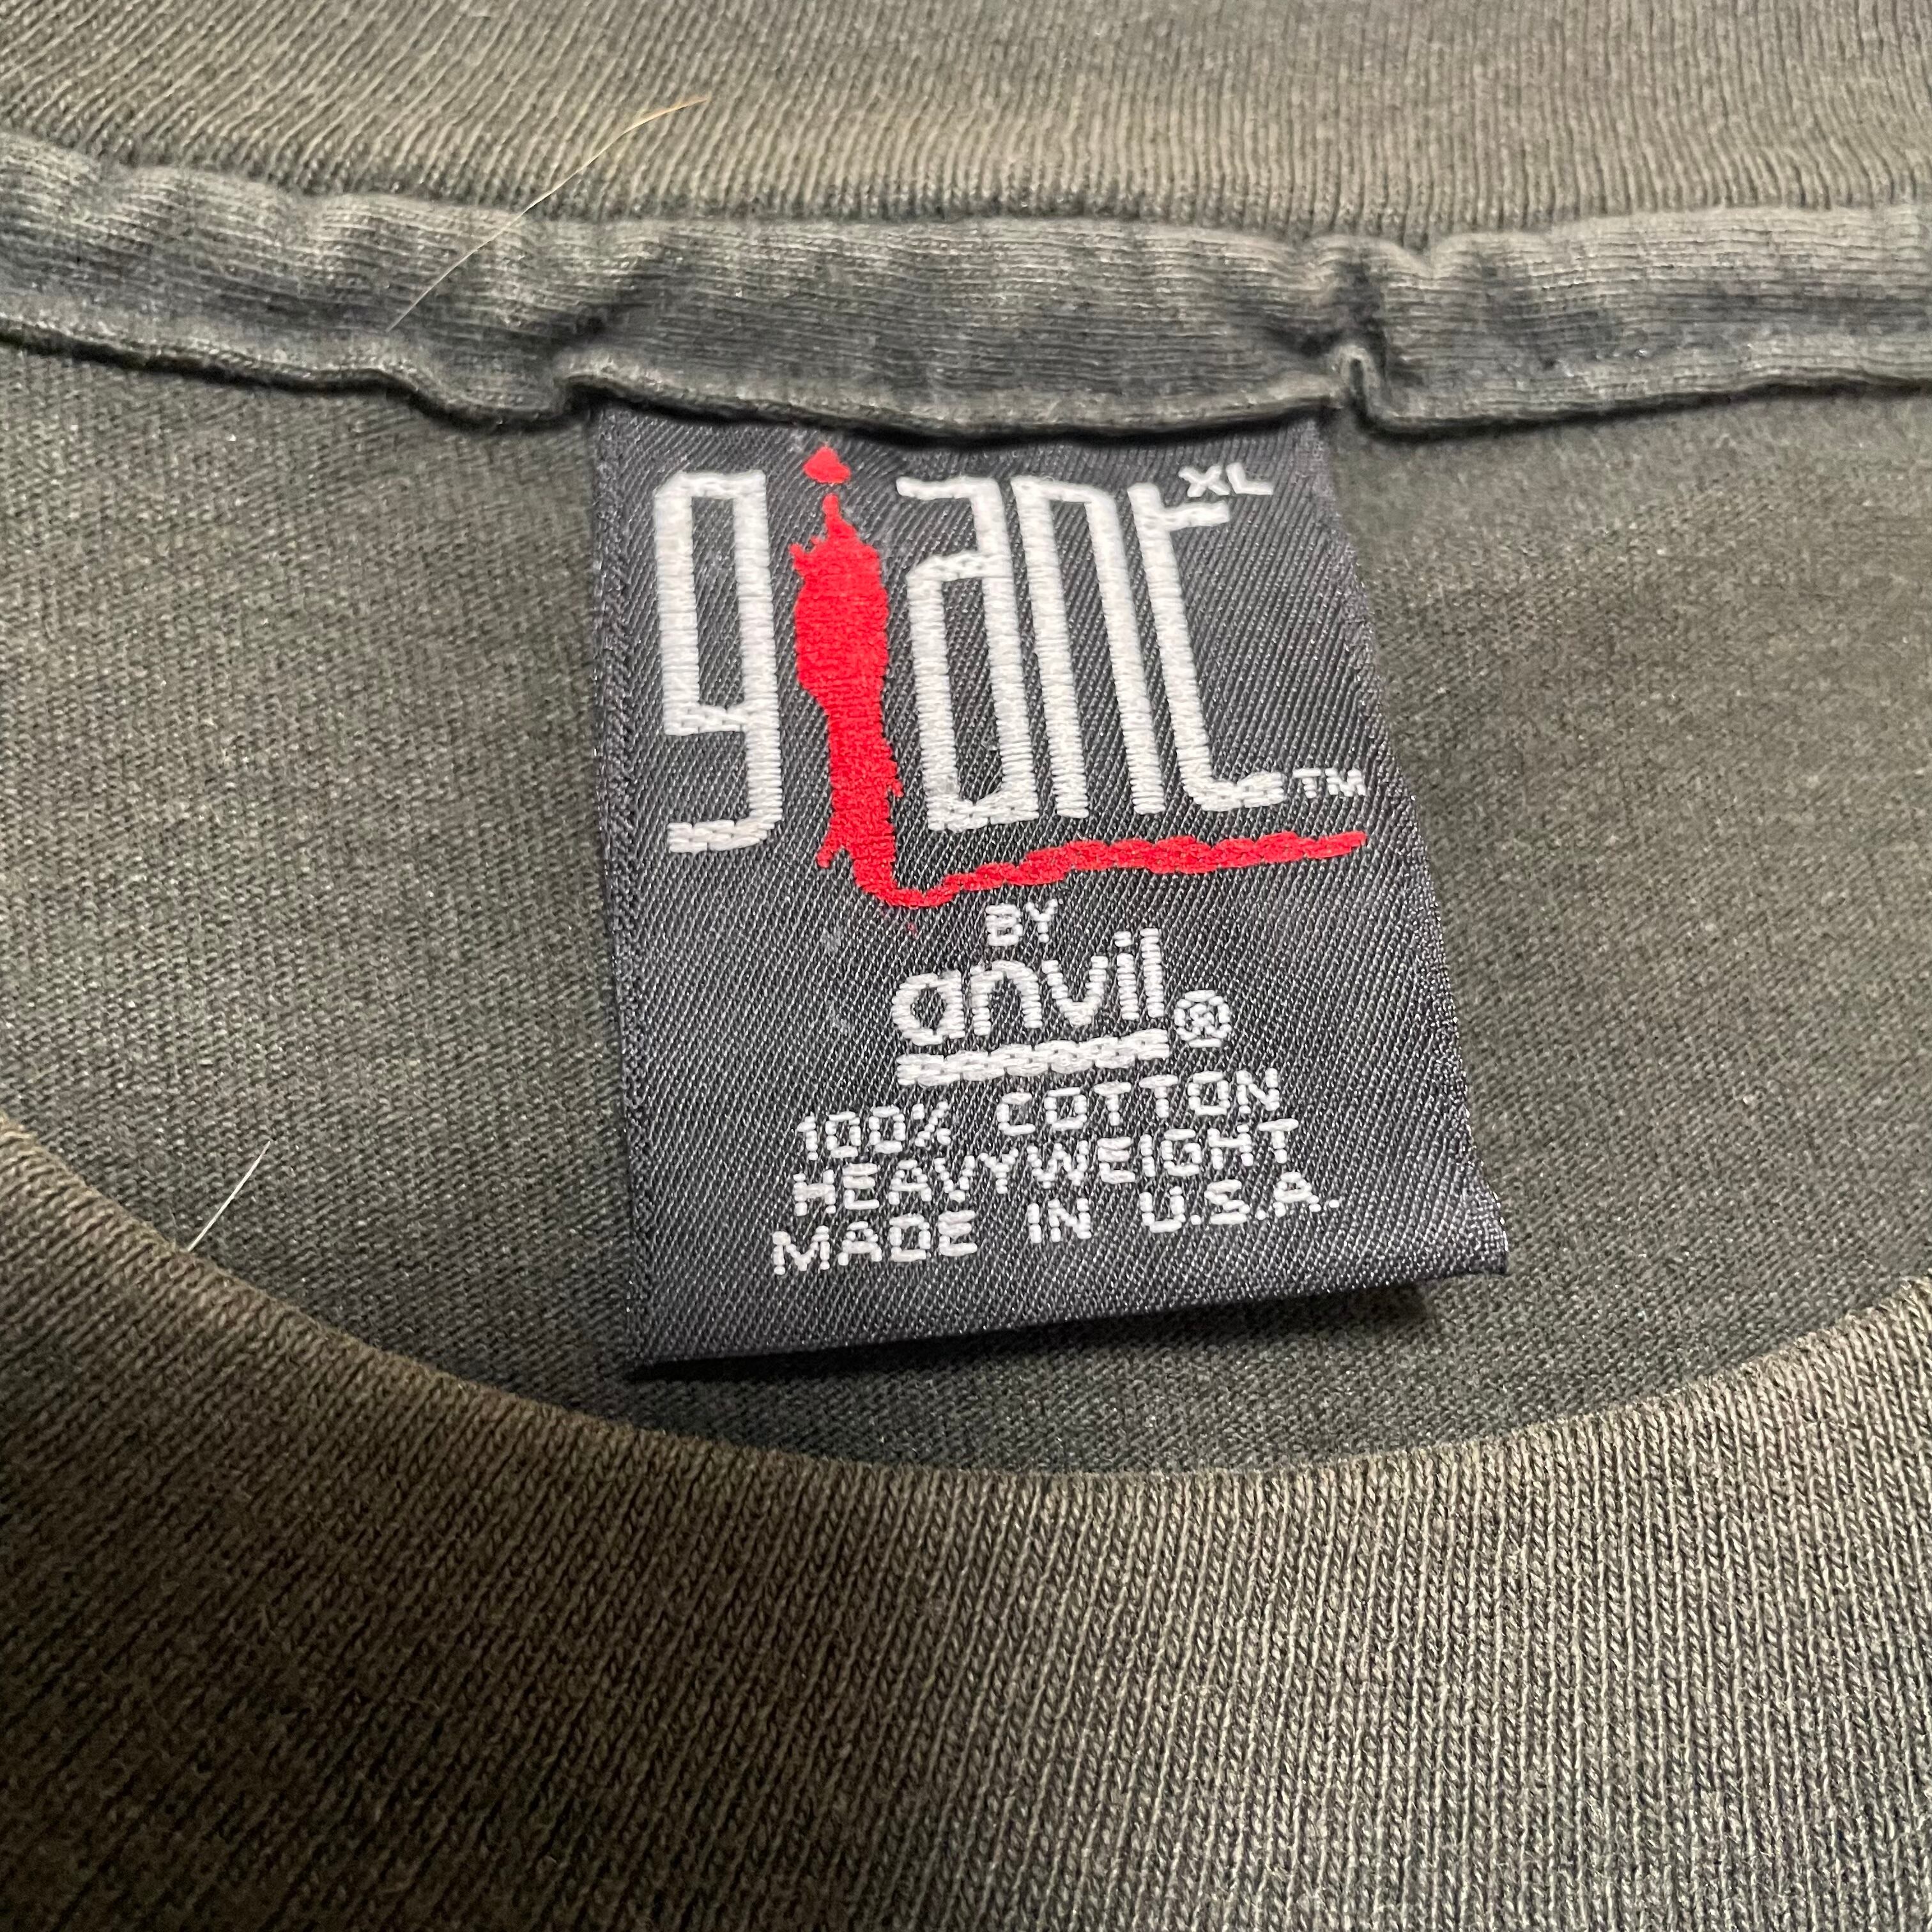 giant XL
TM
BY
anvil®
100% COTTON
HEAVYWEIGHT
MADE IN U.S.A.